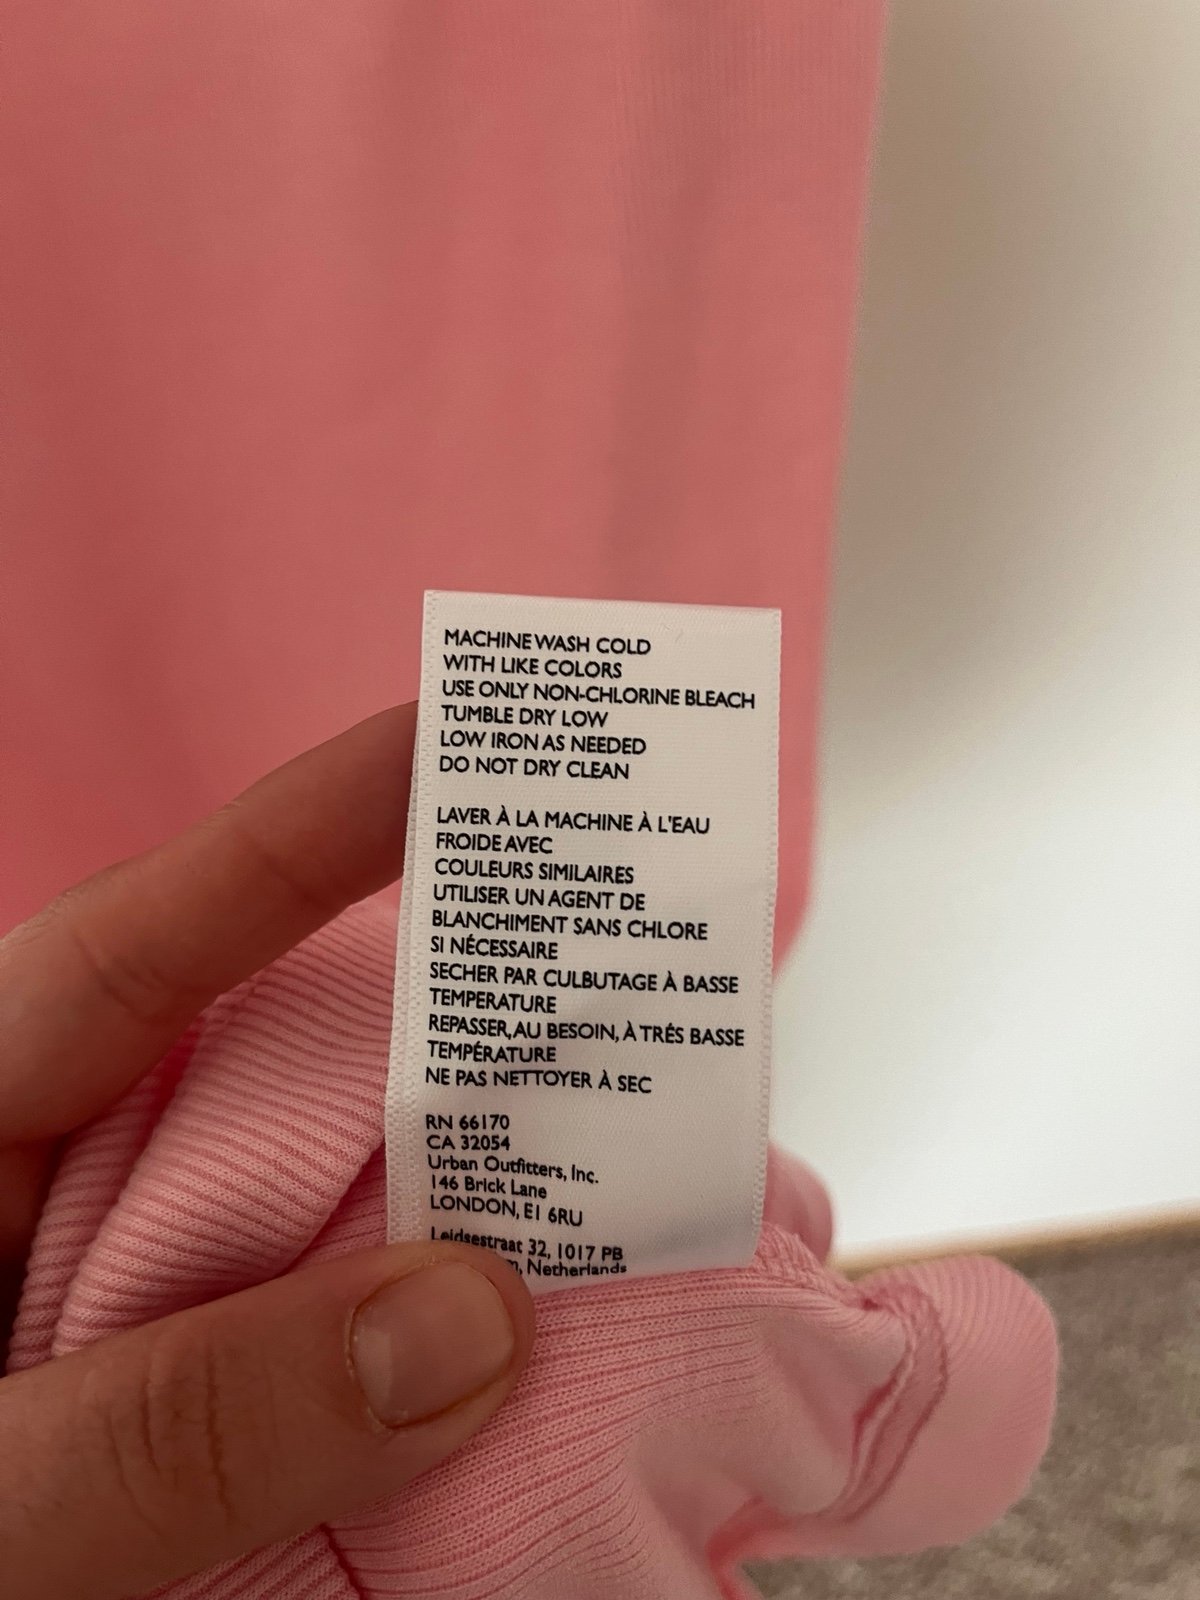 MACHINE WASH COLD
WITH LIKE COLORS
USE ONLY NON-CHLORINE BLEACH
TUMBLE DRY LOW
LOW IRON AS NEEDED
DO NOT DRY CLEAN
LAVER À LA MACHINE À L'EAU
FROIDE AVEC
COULEURS SIMILAIRES
UTILISER UN AGENT DE
BLANCHIMENT SANS CHLORE
SI NÉCESSAIRE
SECHER PAR CULBUTAGE À BASSE
TEMPERATURE
REPASSER, AU BESOIN, À TRÉS BASSE
TEMPÉRATURE
NE PAS NETTOYER À SEC
RN 66170
CA 32054
Urban Outfitters, Inc.
146 Brick Lane
LONDON, E1 6RU
Leidsestraat 32, 1017 PB
Netherlands